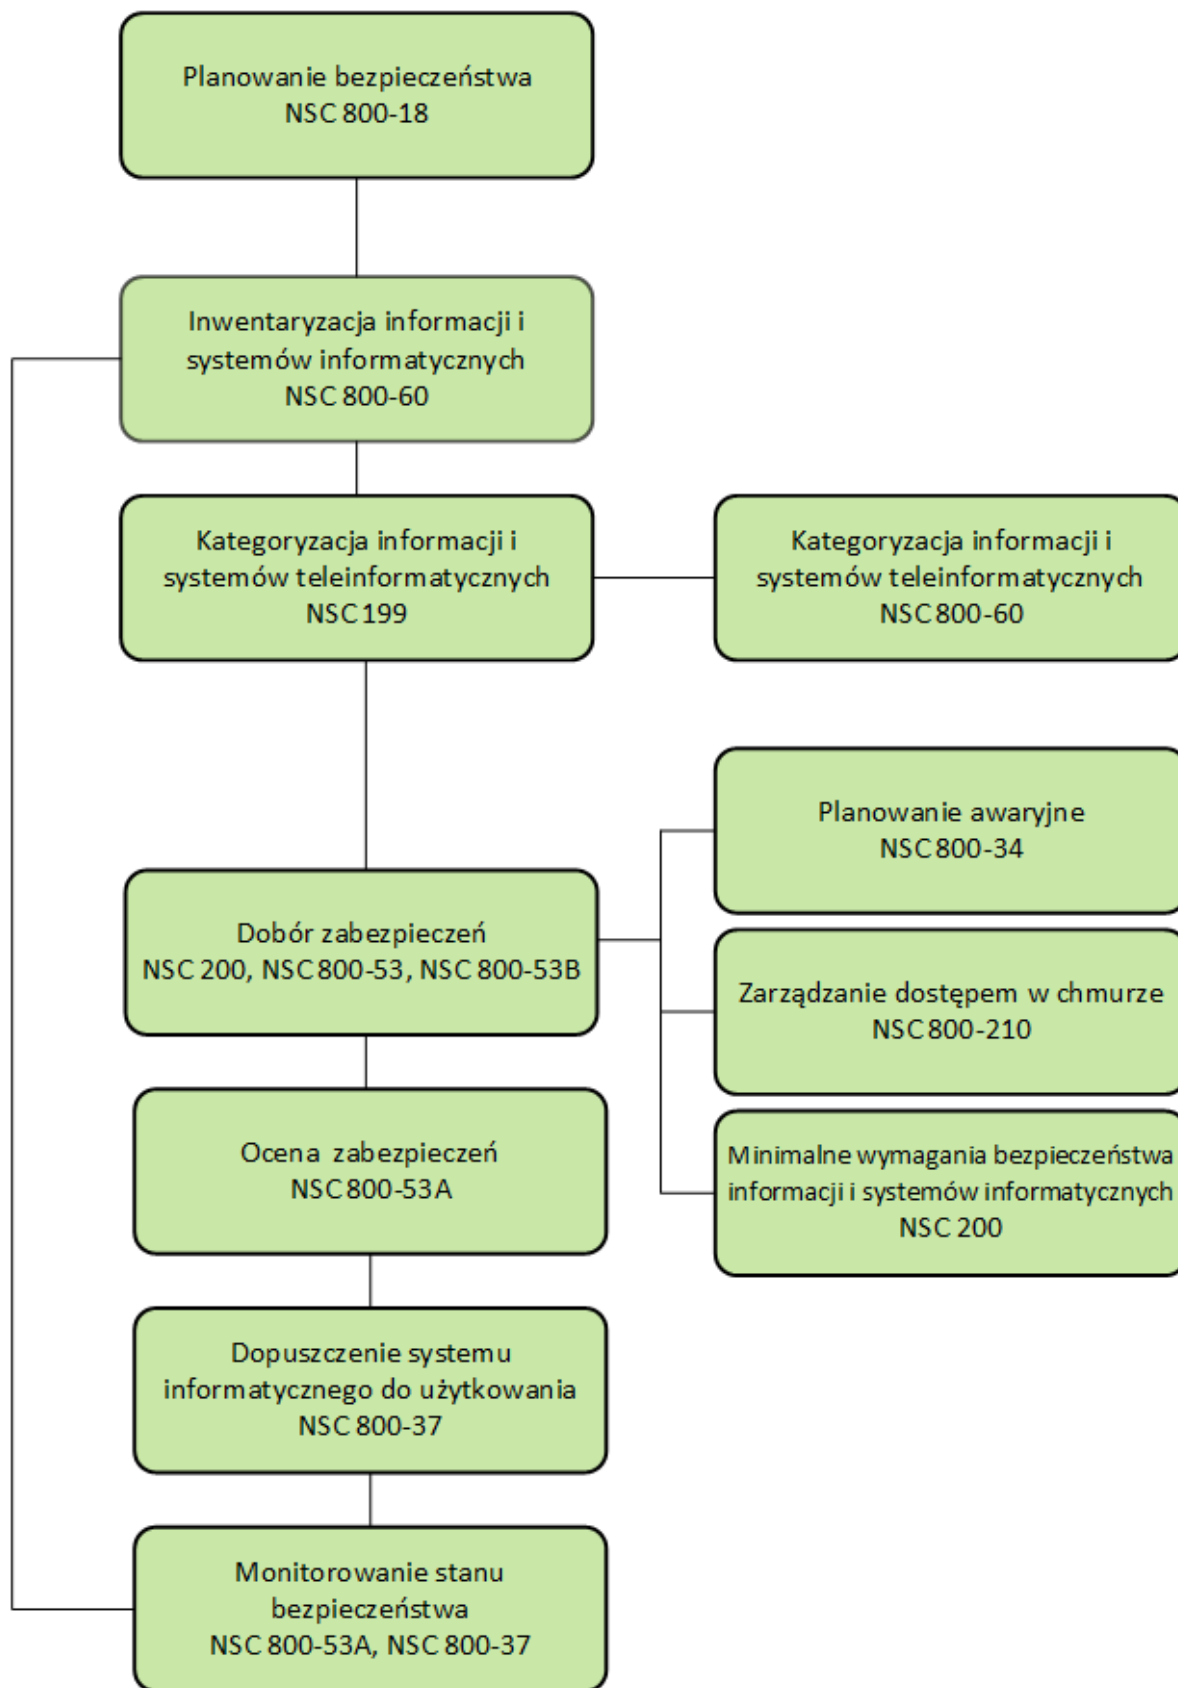 Planowanie bezpieczeństwa
NSC 800-18
Inwentaryzacja informacji i
systemów informatycznych
NSC 800-60
Kategoryzacja informacji i
systemów teleinformatycznych
NSC 199
Kategoryzacja informacji i
systemów teleinformatycznych
NSC 800-60
Planowanie awaryjne
NSC 800-34
Dobór zabezpieczeń
NSC 200, NSC 800-53, NSC 800-53B
Zarządzanie dostępem w chmurze
NSC 800-210
Ocena zabezpieczeń
NSC 800-53A
Minimalne wymagania bezpieczeństwa
informacji i systemów informatycznych
NSC 200
Dopuszczenie systemu
informatycznego do użytkowania
NSC 800-37
Monitorowanie stanu
bezpieczeństwa
NSC 800-53A, NSC 800-37